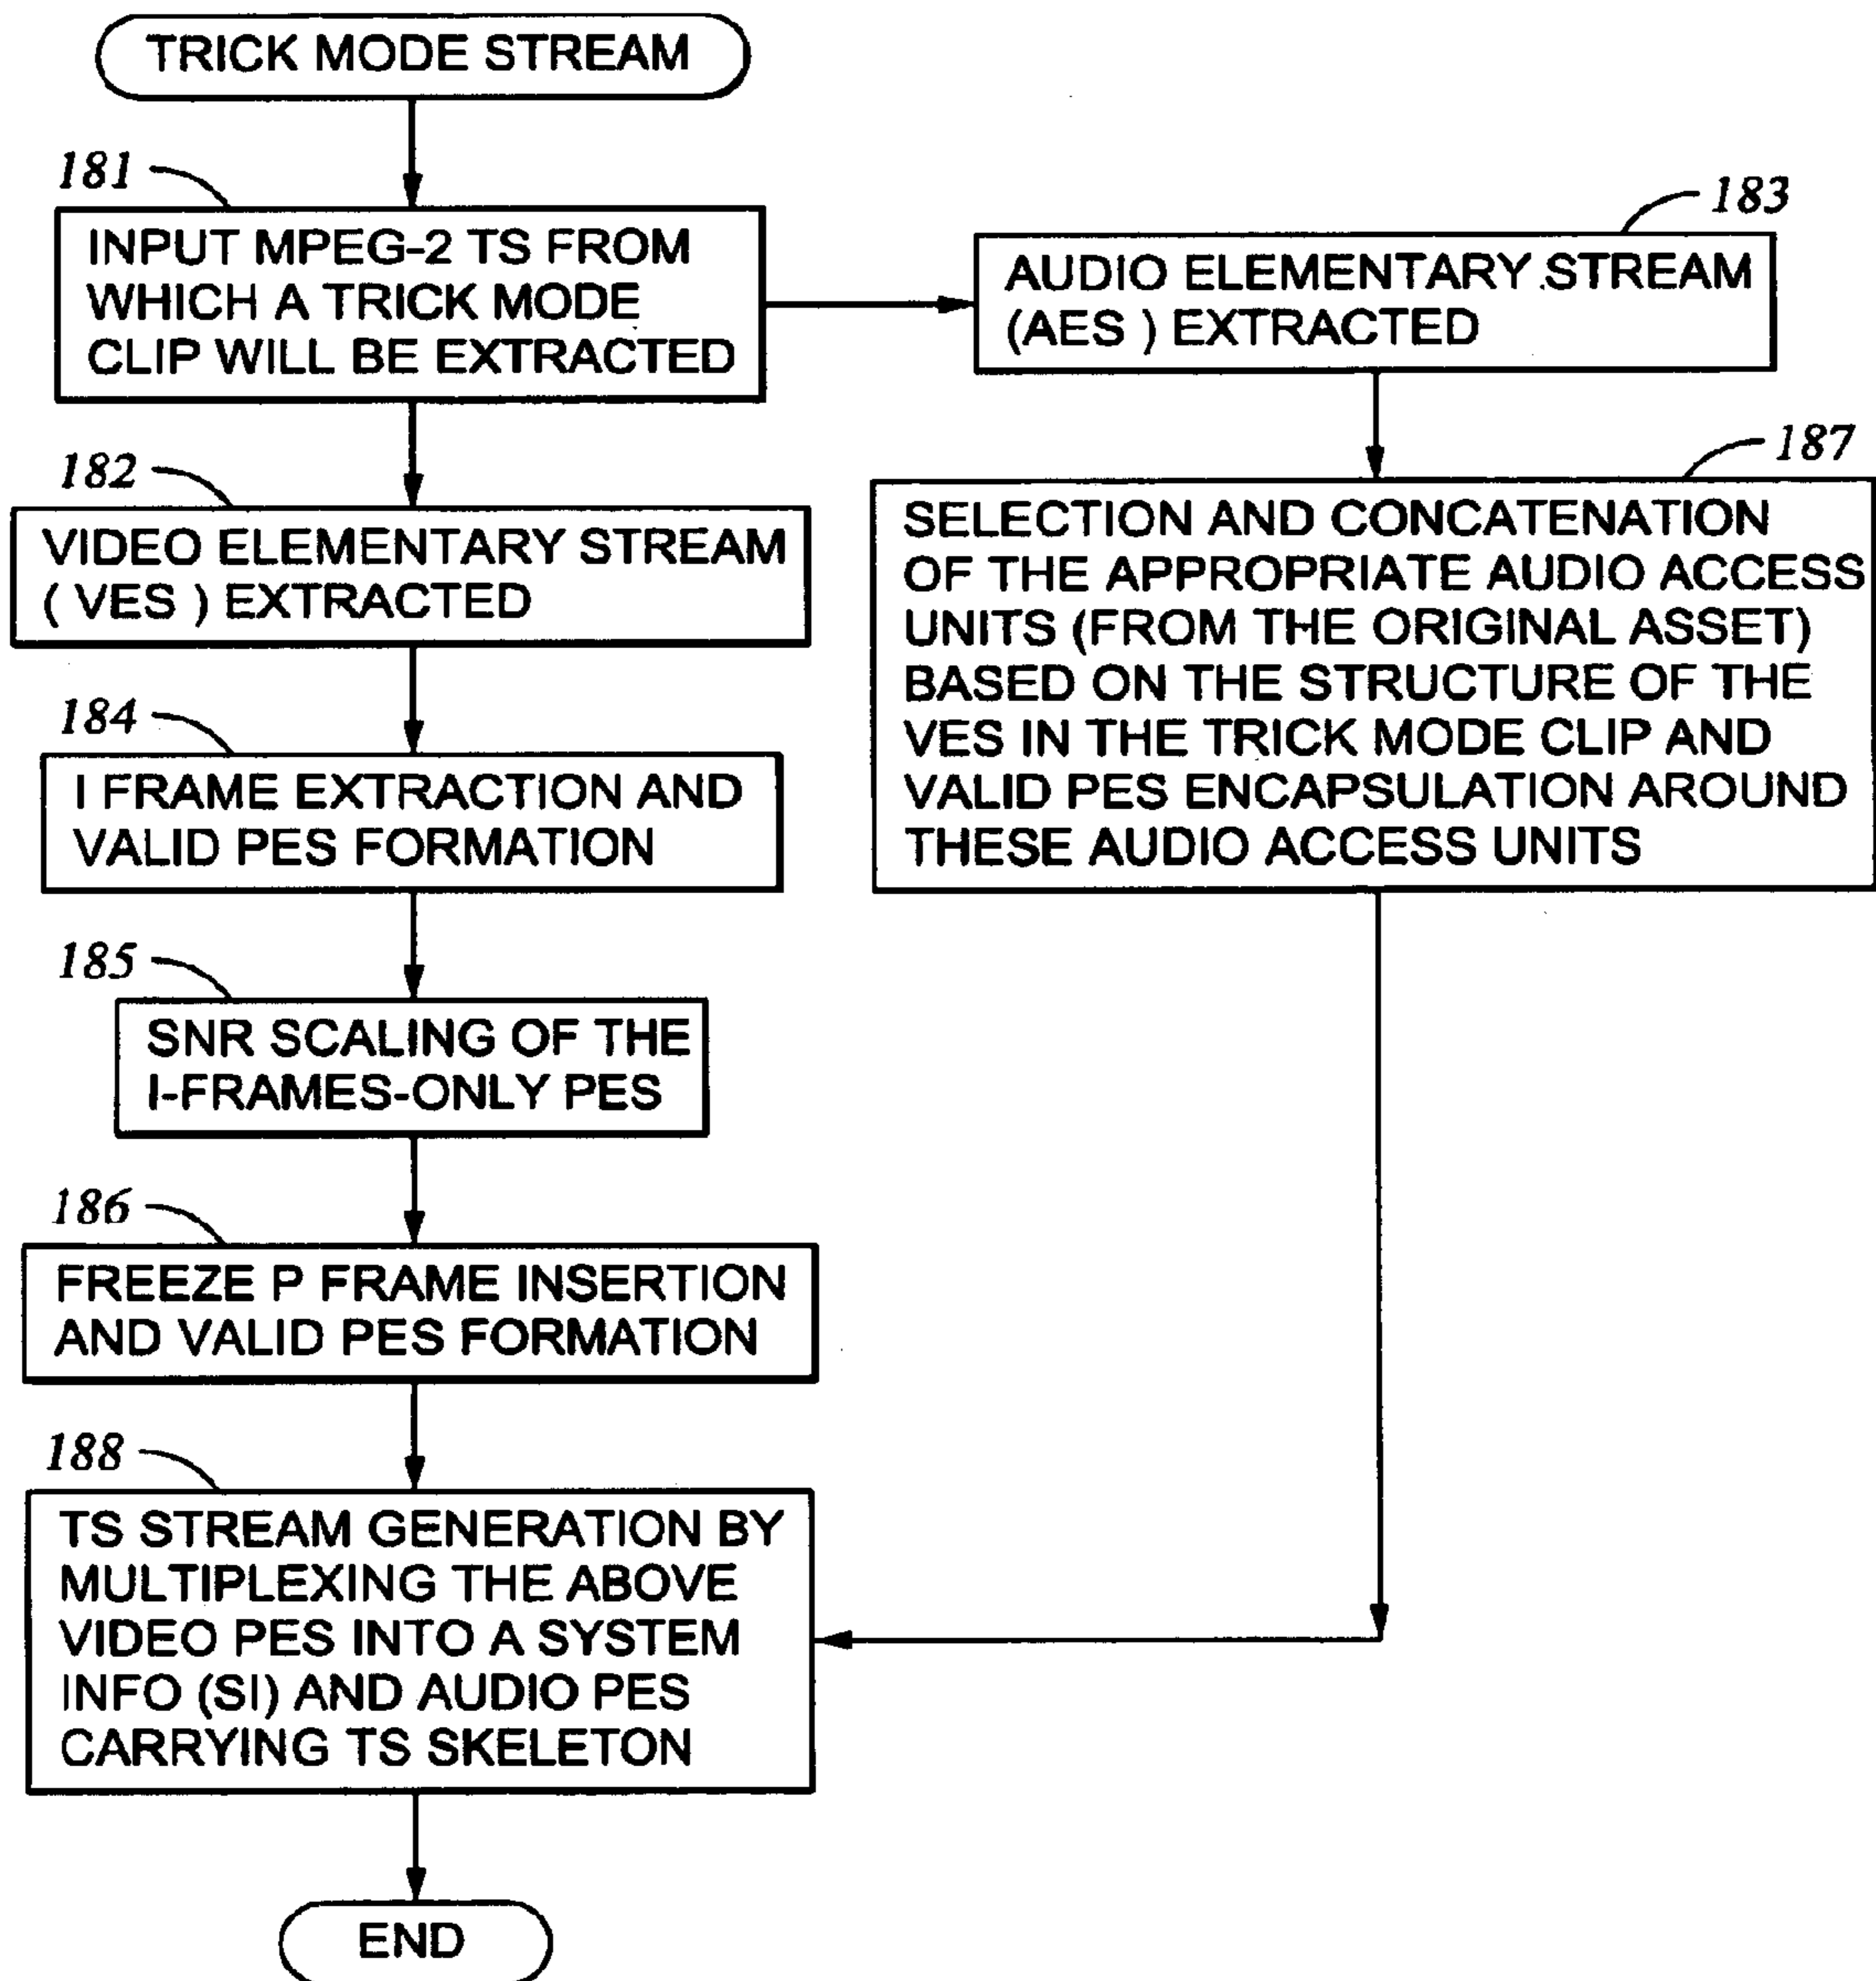 TRICK MODE STREAM
181
INPUT MPEG-2 TS FROM
WHICH A TRICK MODE
CLIP WILL BE EXTRACTED
183
AUDIO ELEMENTARY STREAM
(AES ) EXTRACTED
182
VIDEO ELEMENTARY STREAM
( VES ) EXTRACTED
187
SELECTION AND CONCATENATION
OF THE APPROPRIATE AUDIO ACCESS
UNITS (FROM THE ORIGINAL ASSET)
BASED ON THE STRUCTURE OF THE
VES IN THE TRICK MODE CLIP AND
VALID PES ENCAPSULATION AROUND
THESE AUDIO ACCESS UNITS
184
I FRAME EXTRACTION AND
VALID PES FORMATION
185
SNR SCALING OF THE
I-FRAMES-ONLY PES
186
FREEZE P FRAME INSERTION
AND VALID PES FORMATION
188
TS STREAM GENERATION BY
MULTIPLEXING THE ABOVE
VIDEO PES INTO A SYSTEM
INFO (SI) AND AUDIO PES
CARRYING TS SKELETON
END